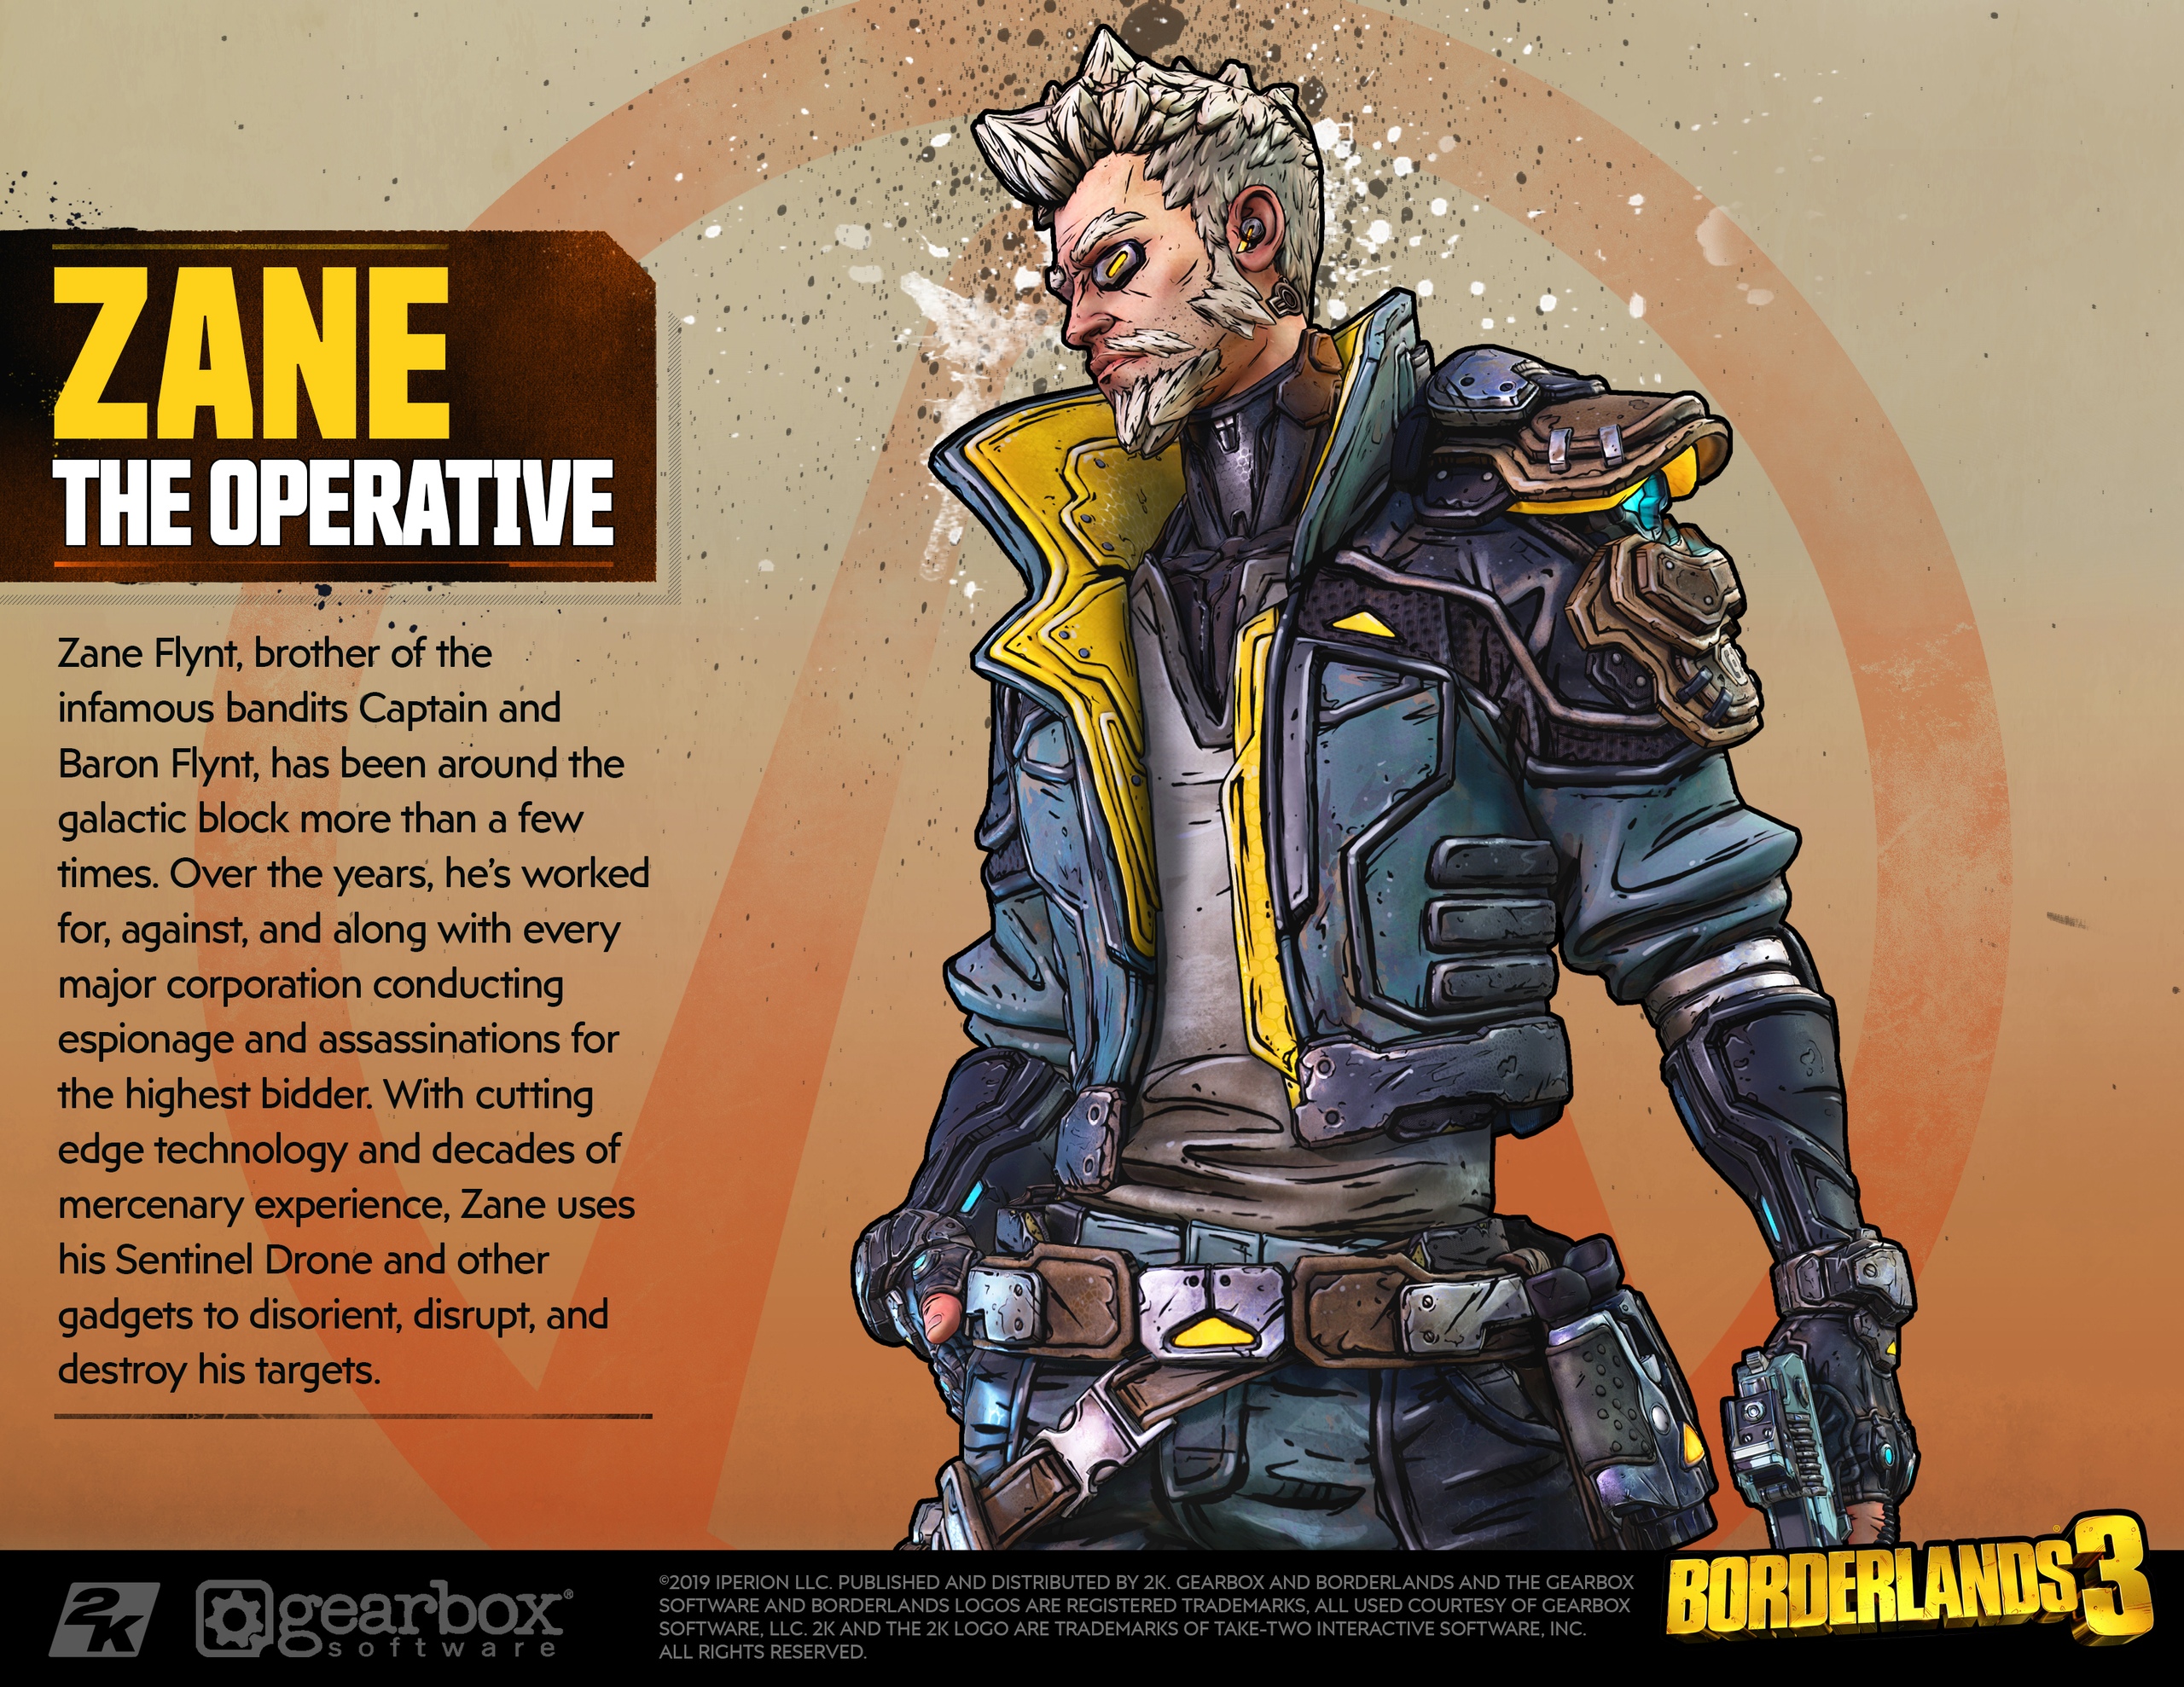 ZANE
THE OPERATIVE
Zane Flynt, brother of the
infamous bandits Captain and
Baron Flynt, has been around the
galactic block more than a few
times. Over the years, he's worked
for, against, and along with every
major corporation conducting
espionage and assassinations for
the highest bidder. With cutting
edge technology and decades of
mercenary experience, Zane uses
his Sentinel Drone and other
gadgets to disorient, disrupt, and
destroy his targets.
2K
gearbox®
software
©2019 IPERION LLC. PUBLISHED AND DISTRIBUTED BY 2K. GEARBOX AND BORDERLANDS AND THE GEARBOX
SOFTWARE AND BORDERLANDS LOGOS ARE REGISTERED TRADEMARKS, ALL USED COURTESY OF GEARBOX
SOFTWARE, LLC. 2K AND THE 2K LOGO ARE TRADEMARKS OF TAKE-TWO INTERACTIVE SOFTWARE, INC.
ALL RIGHTS RESERVED.
BORDERLANDS® 3